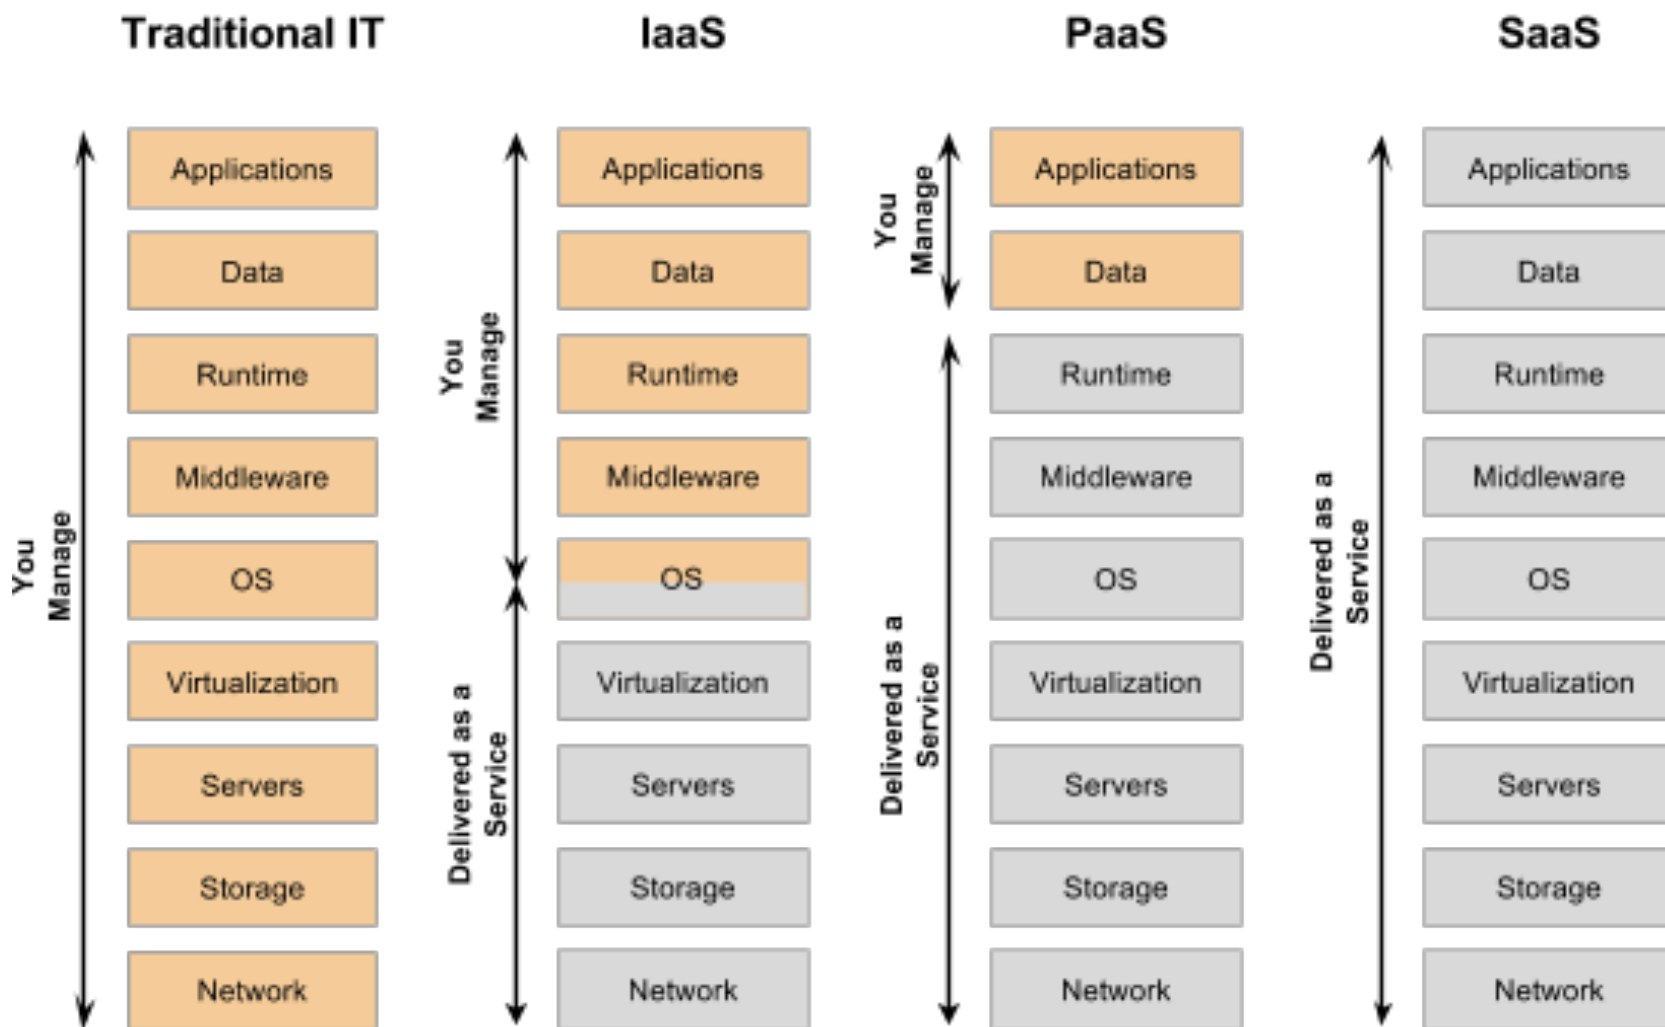 Traditional IT
IaaS
PaaS
SaaS
You
Manage
Applications
Data
Runtime
Middleware
OS
Virtualization
Servers
Storage
Network
You
Manage
Delivered as a
Service
Applications
Data
Runtime
Middleware
OS
Virtualization
Servers
Storage
Network
You
Manage
Delivered as a
Service
Applications
Data
Runtime
Middleware
OS
Virtualization
Servers
Storage
Network
Delivered as a
Service
Applications
Data
Runtime
Middleware
OS
Virtualization
Servers
Storage
Network